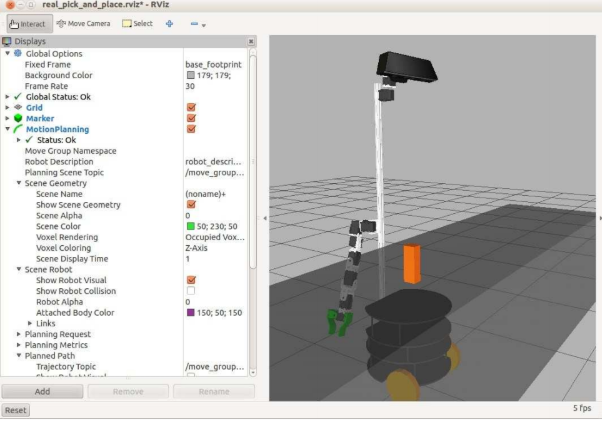 real_pick_and_place.rviz* - RViz
Interact Move Camera Select
Displays
Global Options
Fixed Frame base_footprint
Background Color 179; 179;
Frame Rate 30
Global Status: Ok
Grid
Marker
MotionPlanning
Status: Ok
Move Group Namespace
Robot Description robot_descri...
Planning Scene Topic /move_group...
Scene Geometry
Scene Name (noname)+
Show Scene Geometry
Scene Alpha 0
Scene Color 50; 230; 50
Voxel Rendering Occupied Vox...
Voxel Coloring Z-Axis
Scene Display Time 1
Scene Robot
Show Robot Visual
Show Robot Collision
Robot Alpha 0
Attached Body Color 150; 50; 150
Links
Planning Request
Planning Metrics
Planned Path
Trajectory Topic /move_group...
Add Remove Rename
Reset 5 fps